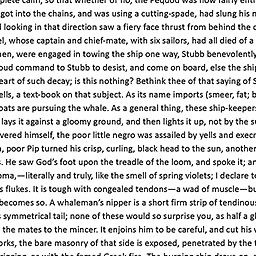 eplete calm, so that whether or no, the Pequod was now fairly ent
got into the chains, and was using a cutting-spade, had slung his n
l looking in that direction saw a fiery face thrust from behind the c
el, whose captain and chief-mate, with six sailors, had all died of a
hen, were engaged in towing the ship one way, Stubb benevolently
oud command to Stubb to desist, and come on board, else the ship
eart of such decay; is this nothing? Bethink thee of that saying of S
ells, a text-book on that subject. As its name imports (smeer, fat; b
oats are pursuing the whale. As a general thing, these ship-keepers
lays it against a gloomy ground, and then lights it up, not by the su
vered himself, the poor little negro was assailed by yells and execr
, poor Pip turned his crisp, curling, black head to the sun, another
s. He saw God's foot upon the treadle of the loom, and spoke it; an
oma,—literally and truly, like the smell of spring violets; I declare t
s flukes. It is tough with congealed tendons—a wad of muscle—bu
becomes so. A whaleman's nipper is a short firm strip of tendinous
s symmetrical tail; none of these would so surprise you, as half a gl
the mates to the mincer. It enjoins him to be careful, and cut his w
orks, the bare masonry of that side is exposed, penetrated by the t